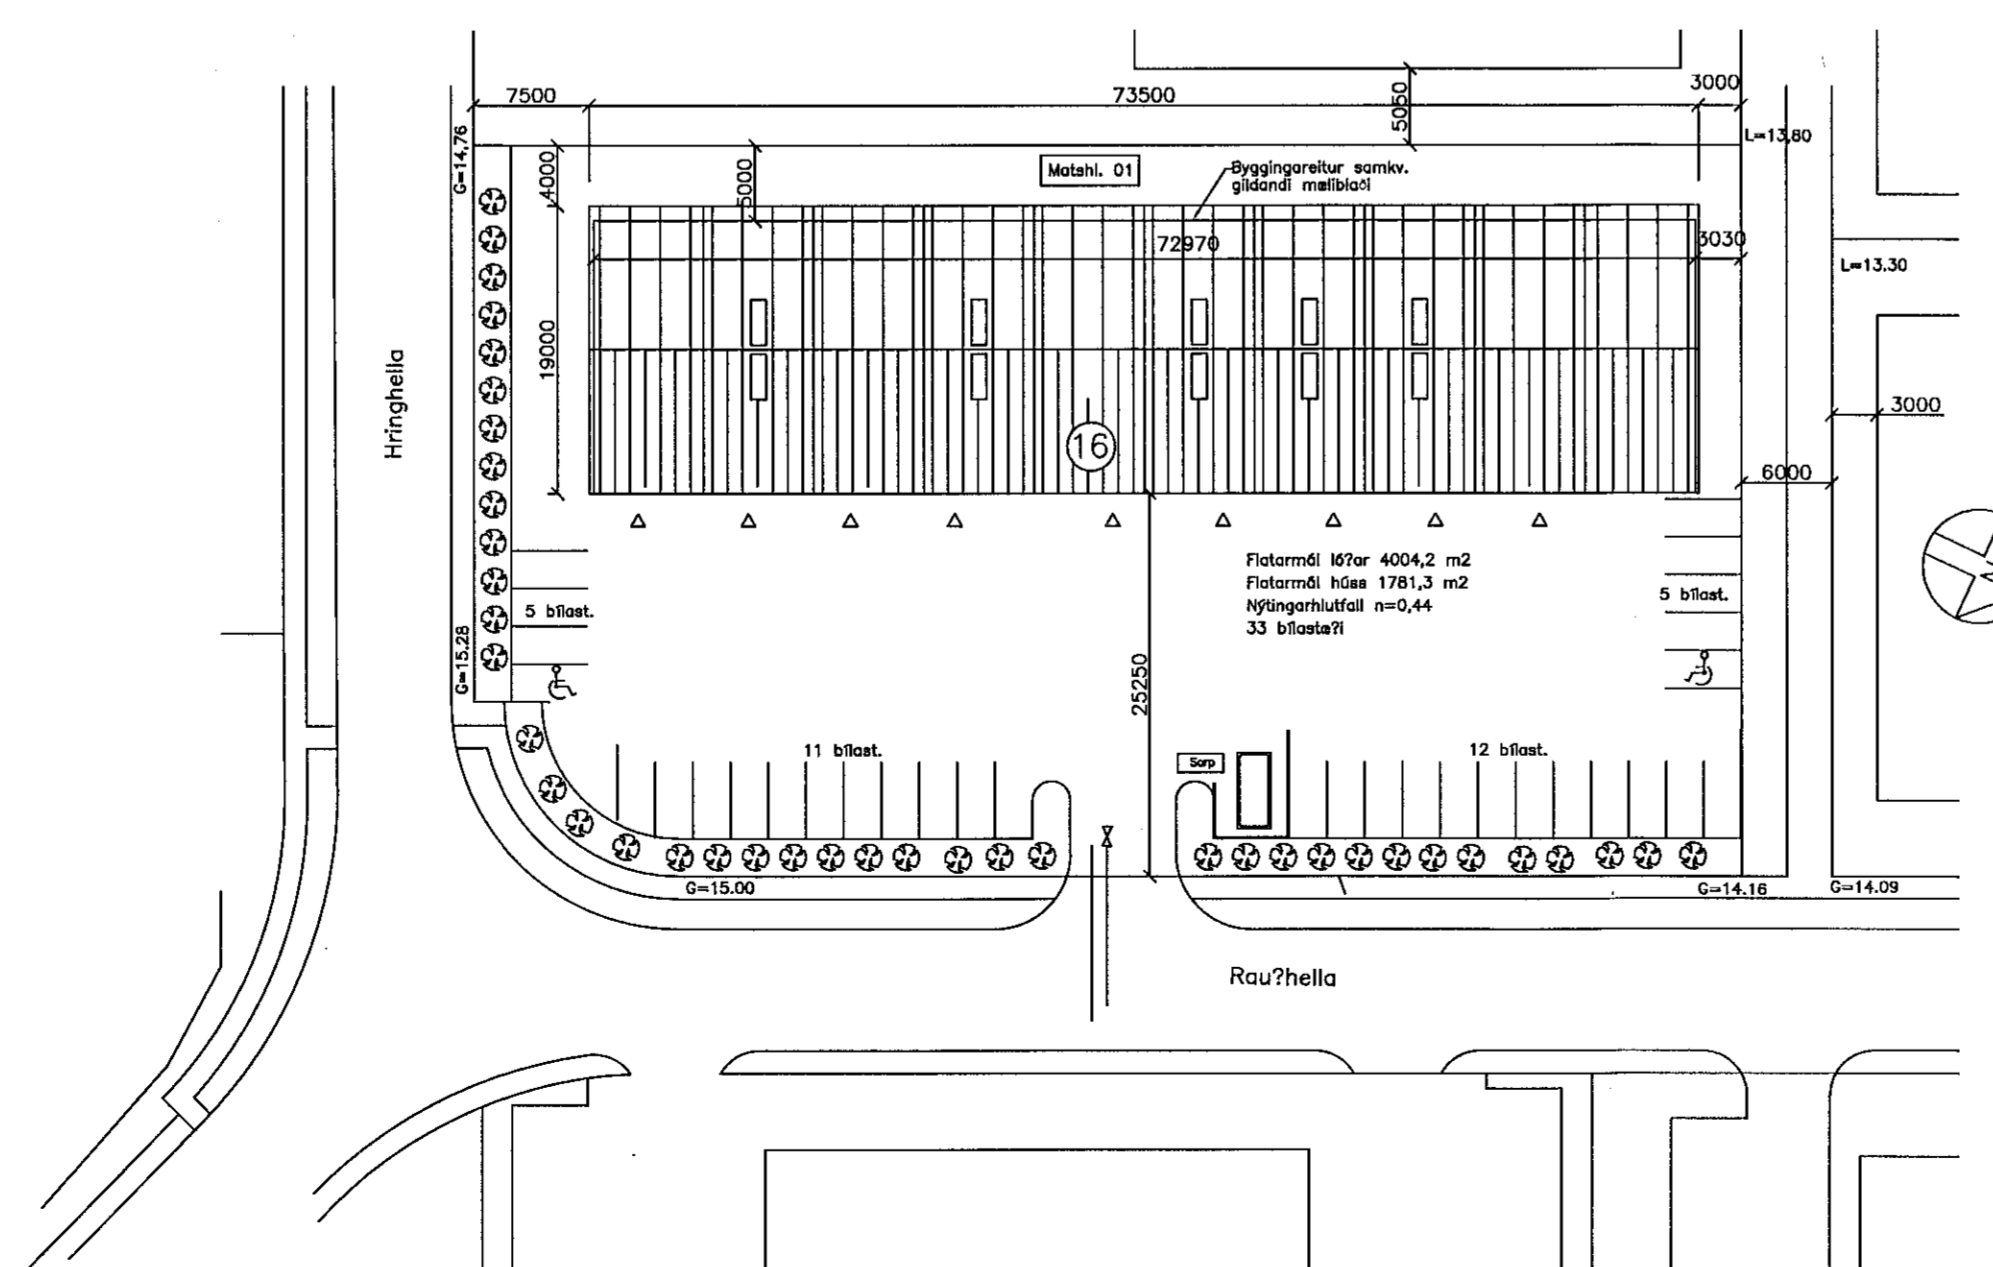 7500
73500
3000
5050
G=14,76
L=13,80
4000
5000
Matshl. 01
Byggingareitur samkv.
gildandi mæliblaði
72970
3030
L=13.30
19000
Hringhella
3000
16
6000
Flatarmál ló?ar 4004,2 m2
Flatarmál húss 1781,3 m2
Nýtingarhlutfall n=0,44
33 bílastæ?i
5 bílast.
5 bílast.
G=15.28
25250
11 bílast.
Sorp
12 bílast.
G=15.00
G=14.16
G=14.09
Rau?hella